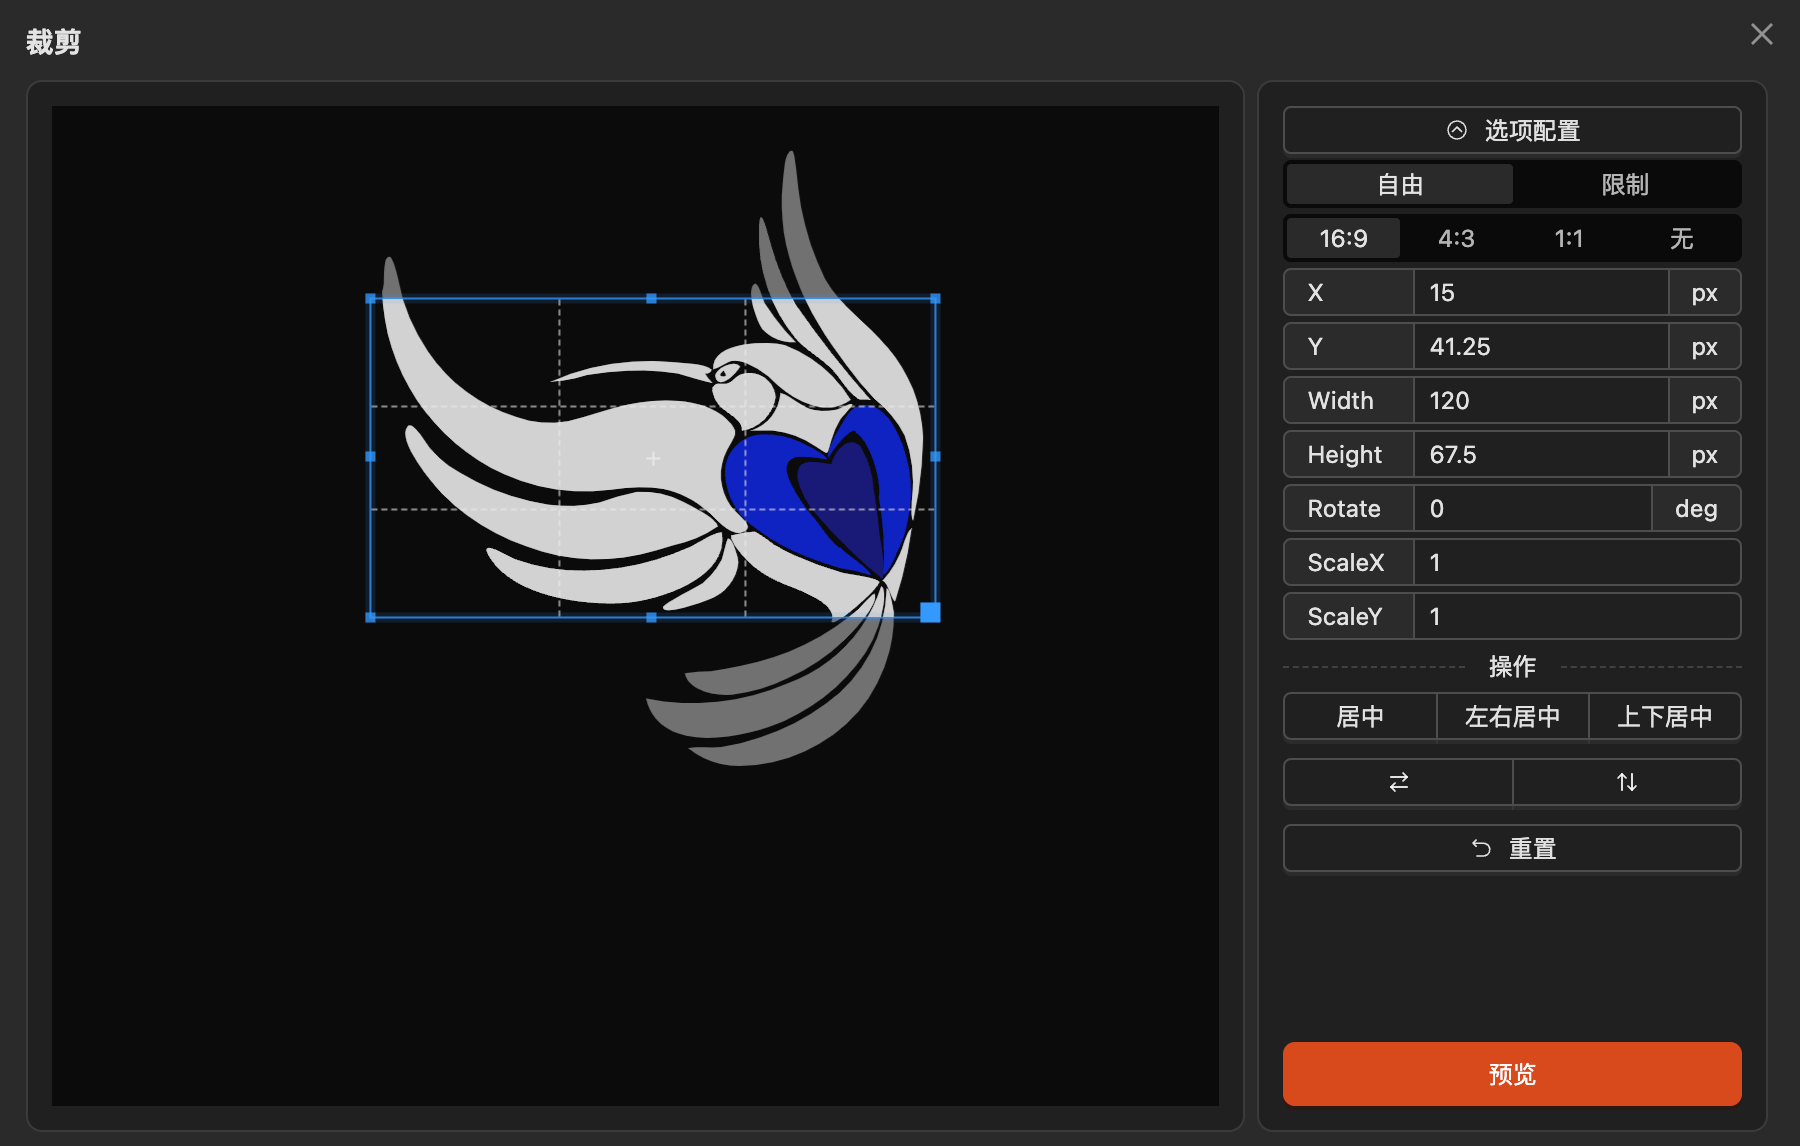 裁剪
选项配置
自由 限制
16:9 4:3 1:1 无
X 15 px
Y 41.25 px
Width 120 px
Height 67.5 px
Rotate 0 deg
ScaleX 1
ScaleY 1
操作
居中 左右居中 上下居中
重置
预览